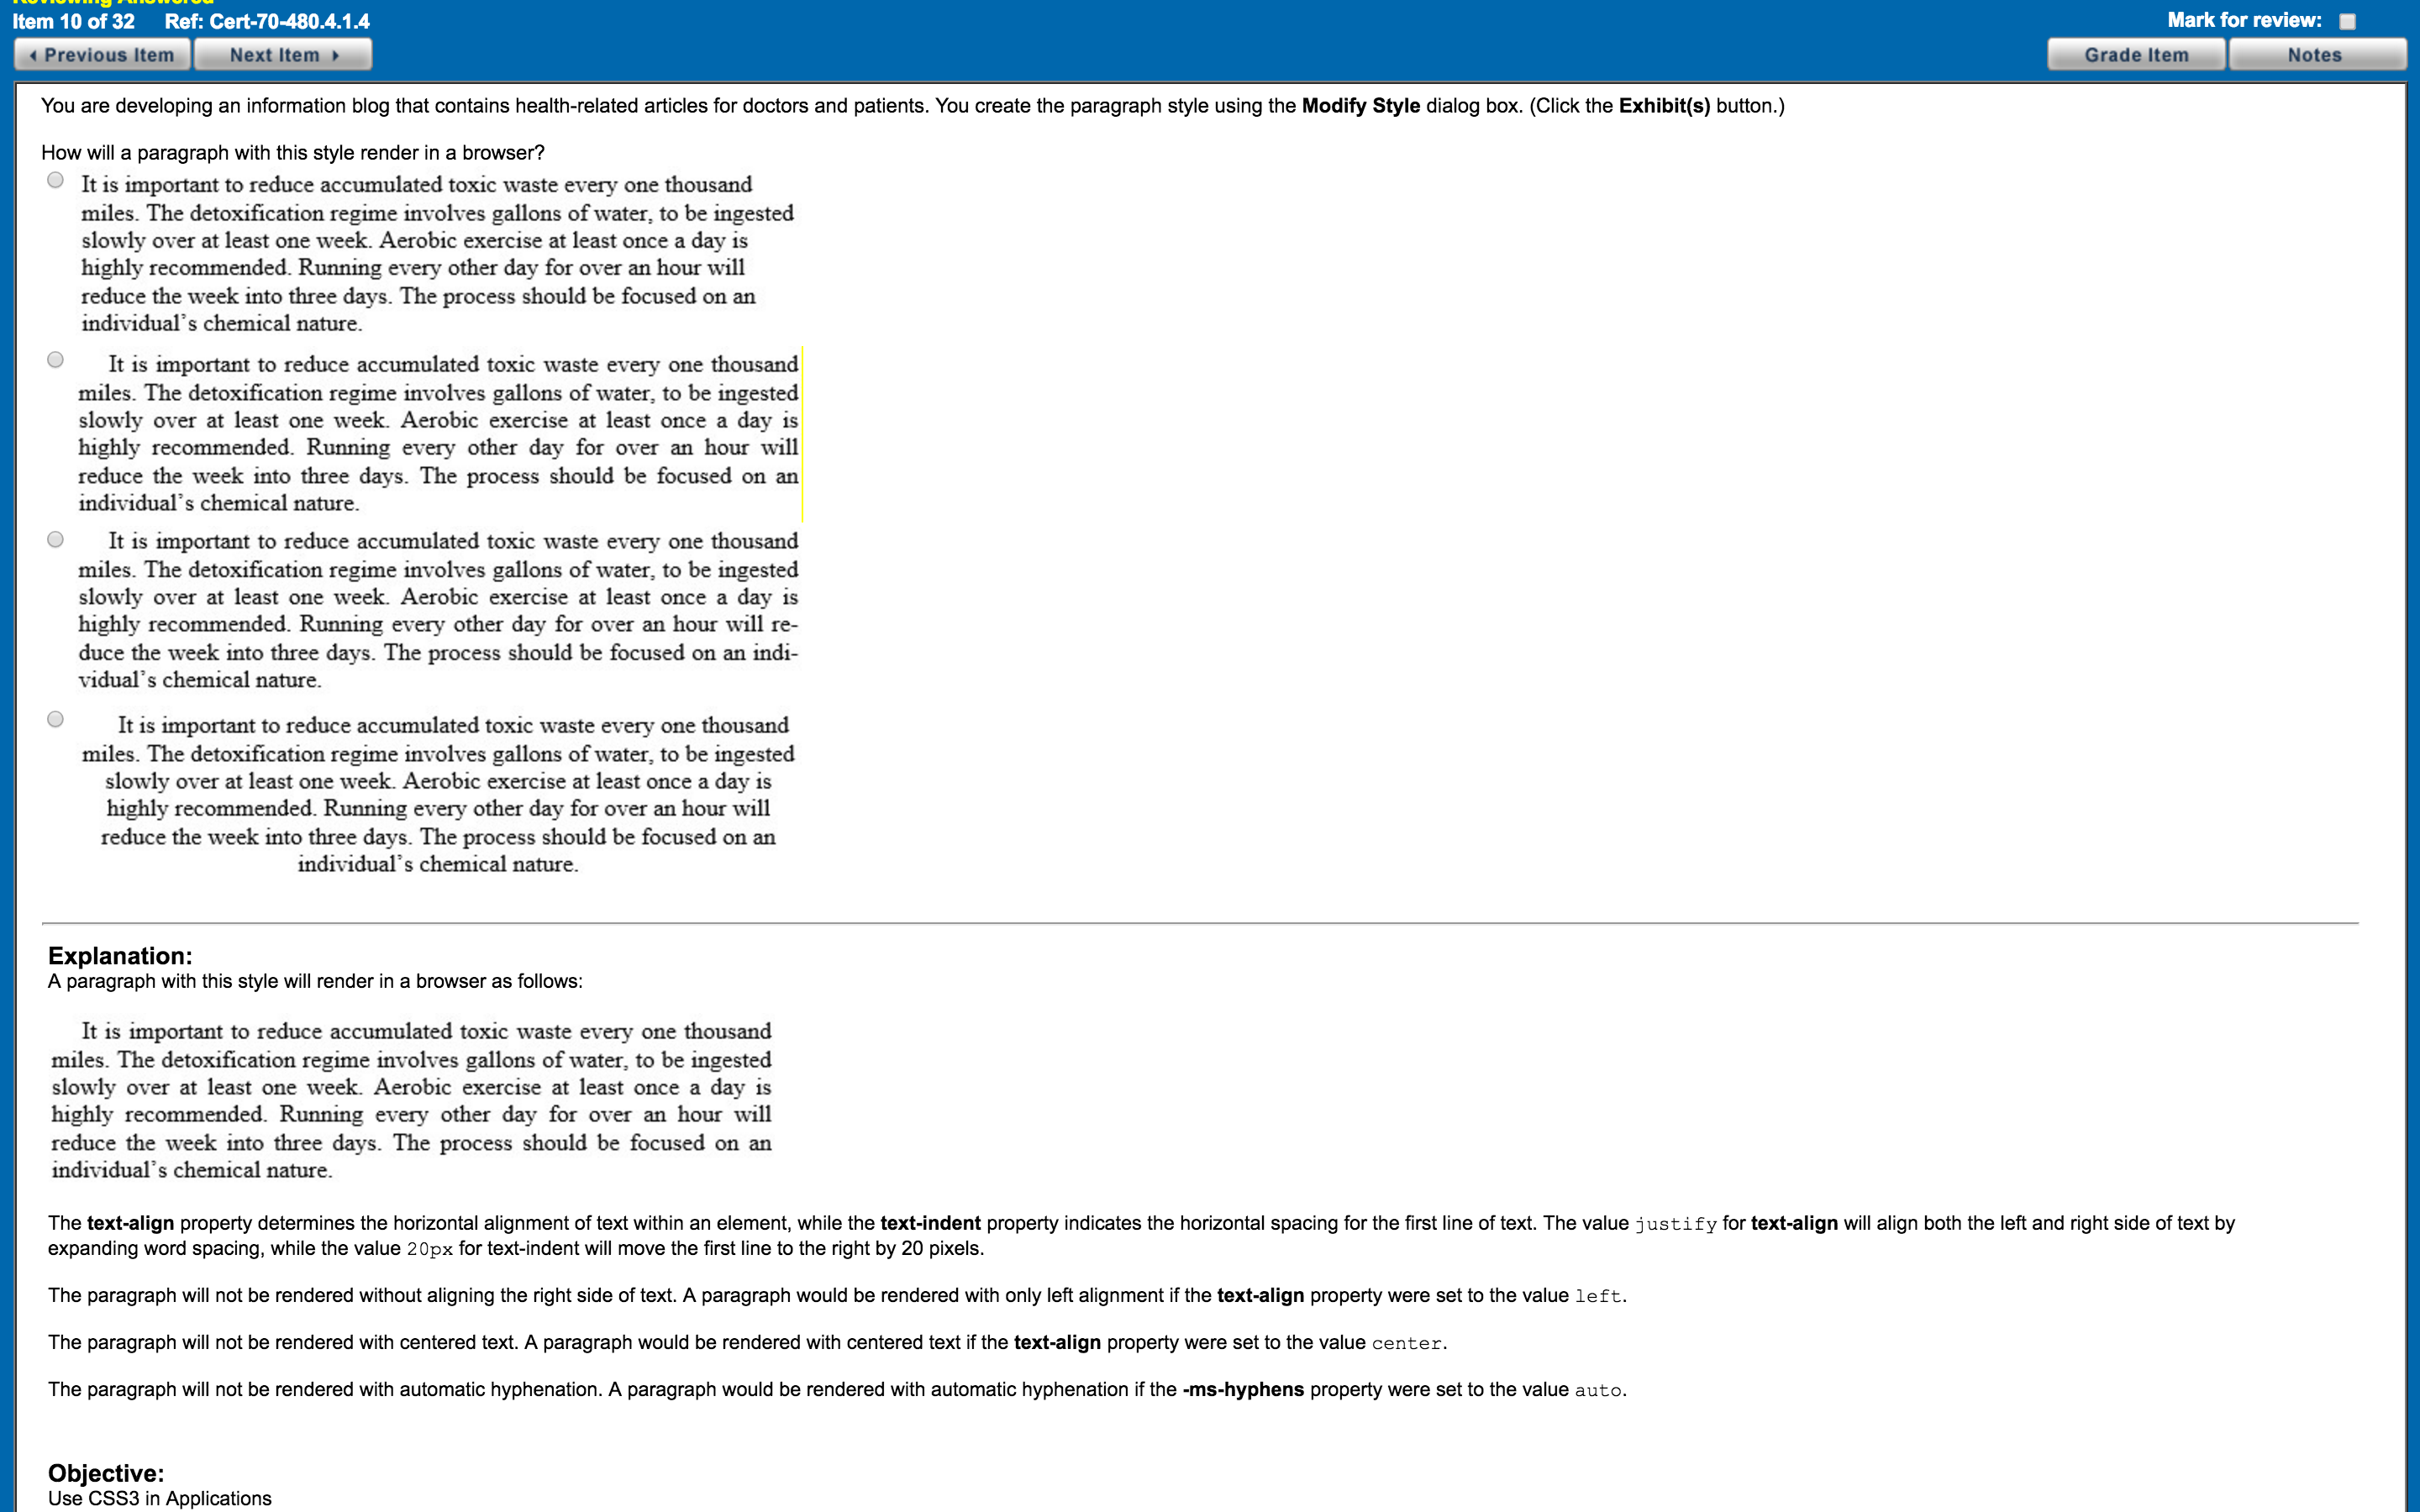 Reviewing Answered
Item 10 of 32 Ref: Cert-70-480.4.1.4 Mark for review:
Previous Item Next Item Grade Item Notes
You are developing an information blog that contains health-related articles for doctors and patients. You create the paragraph style using the Modify Style dialog box. (Click the Exhibit(s) button.)
How will a paragraph with this style render in a browser?
It is important to reduce accumulated toxic waste every one thousand
miles. The detoxification regime involves gallons of water, to be ingested
slowly over at least one week. Aerobic exercise at least once a day is
highly recommended. Running every other day for over an hour will
reduce the week into three days. The process should be focused on an
individual's chemical nature.
It is important to reduce accumulated toxic waste every one thousand
miles. The detoxification regime involves gallons of water, to be ingested
slowly over at least one week. Aerobic exercise at least once a day is
highly recommended. Running every other day for over an hour will
reduce the week into three days. The process should be focused on an
individual's chemical nature.
It is important to reduce accumulated toxic waste every one thousand
miles. The detoxification regime involves gallons of water, to be ingested
slowly over at least one week. Aerobic exercise at least once a day is
highly recommended. Running every other day for over an hour will re-
duce the week into three days. The process should be focused on an indi-
vidual's chemical nature.
It is important to reduce accumulated toxic waste every one thousand
miles. The detoxification regime involves gallons of water, to be ingested
slowly over at least one week. Aerobic exercise at least once a day is
highly recommended. Running every other day for over an hour will
reduce the week into three days. The process should be focused on an
individual's chemical nature.
Explanation:
A paragraph with this style will render in a browser as follows:
It is important to reduce accumulated toxic waste every one thousand
miles. The detoxification regime involves gallons of water, to be ingested
slowly over at least one week. Aerobic exercise at least once a day is
highly recommended. Running every other day for over an hour will
reduce the week into three days. The process should be focused on an
individual's chemical nature.
The text-align property determines the horizontal alignment of text within an element, while the text-indent property indicates the horizontal spacing for the first line of text. The value justify for text-align will align both the left and right side of text by
expanding word spacing, while the value 20px for text-indent will move the first line to the right by 20 pixels.
The paragraph will not be rendered without aligning the right side of text. A paragraph would be rendered with only left alignment if the text-align property were set to the value left.
The paragraph will not be rendered with centered text. A paragraph would be rendered with centered text if the text-align property were set to the value center.
The paragraph will not be rendered with automatic hyphenation. A paragraph would be rendered with automatic hyphenation if the -ms-hyphens property were set to the value auto.
Objective:
Use CSS3 in Applications